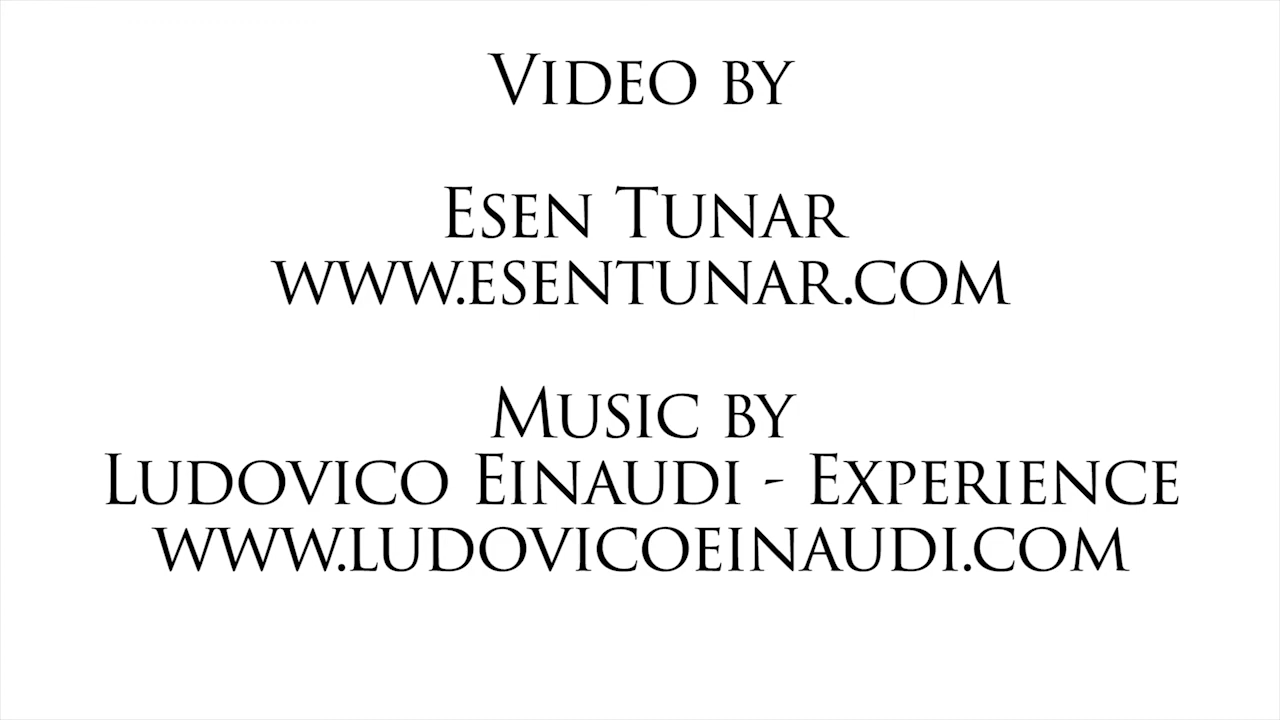 Video by
Esen Tunar
www.esentunar.com
Music by
Ludovico Einaudi - Experience
www.ludovicoeinaudi.com